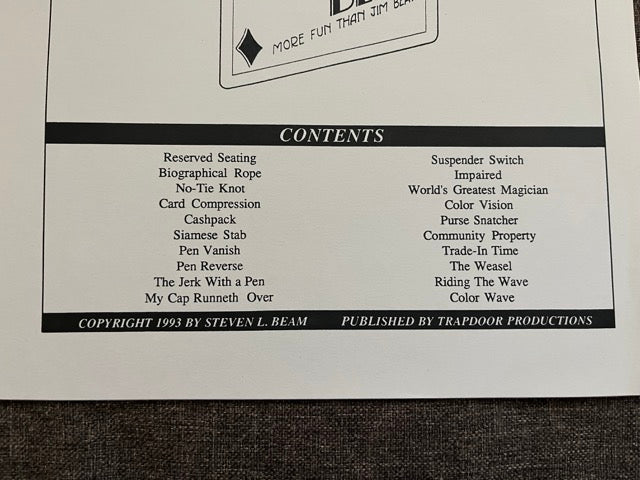 MORE FUN THAN JIM
CONTENTS
Reserved Seating
Biographical Rope
No-Tie Knot
Card Compression
Cashpack
Siamese Stab
Pen Vanish
Pen Reverse
The Jerk With a Pen
My Cap Runneth Over
Suspender Switch
Impaired
World's Greatest Magician
Color Vision
Purse Snatcher
Community Property
Trade-In Time
The Weasel
Riding The Wave
Color Wave
COPYRIGHT 1993 BY STEVEN L. BEAM PUBLISHED BY TRAPDOOR PRODUCTIONS